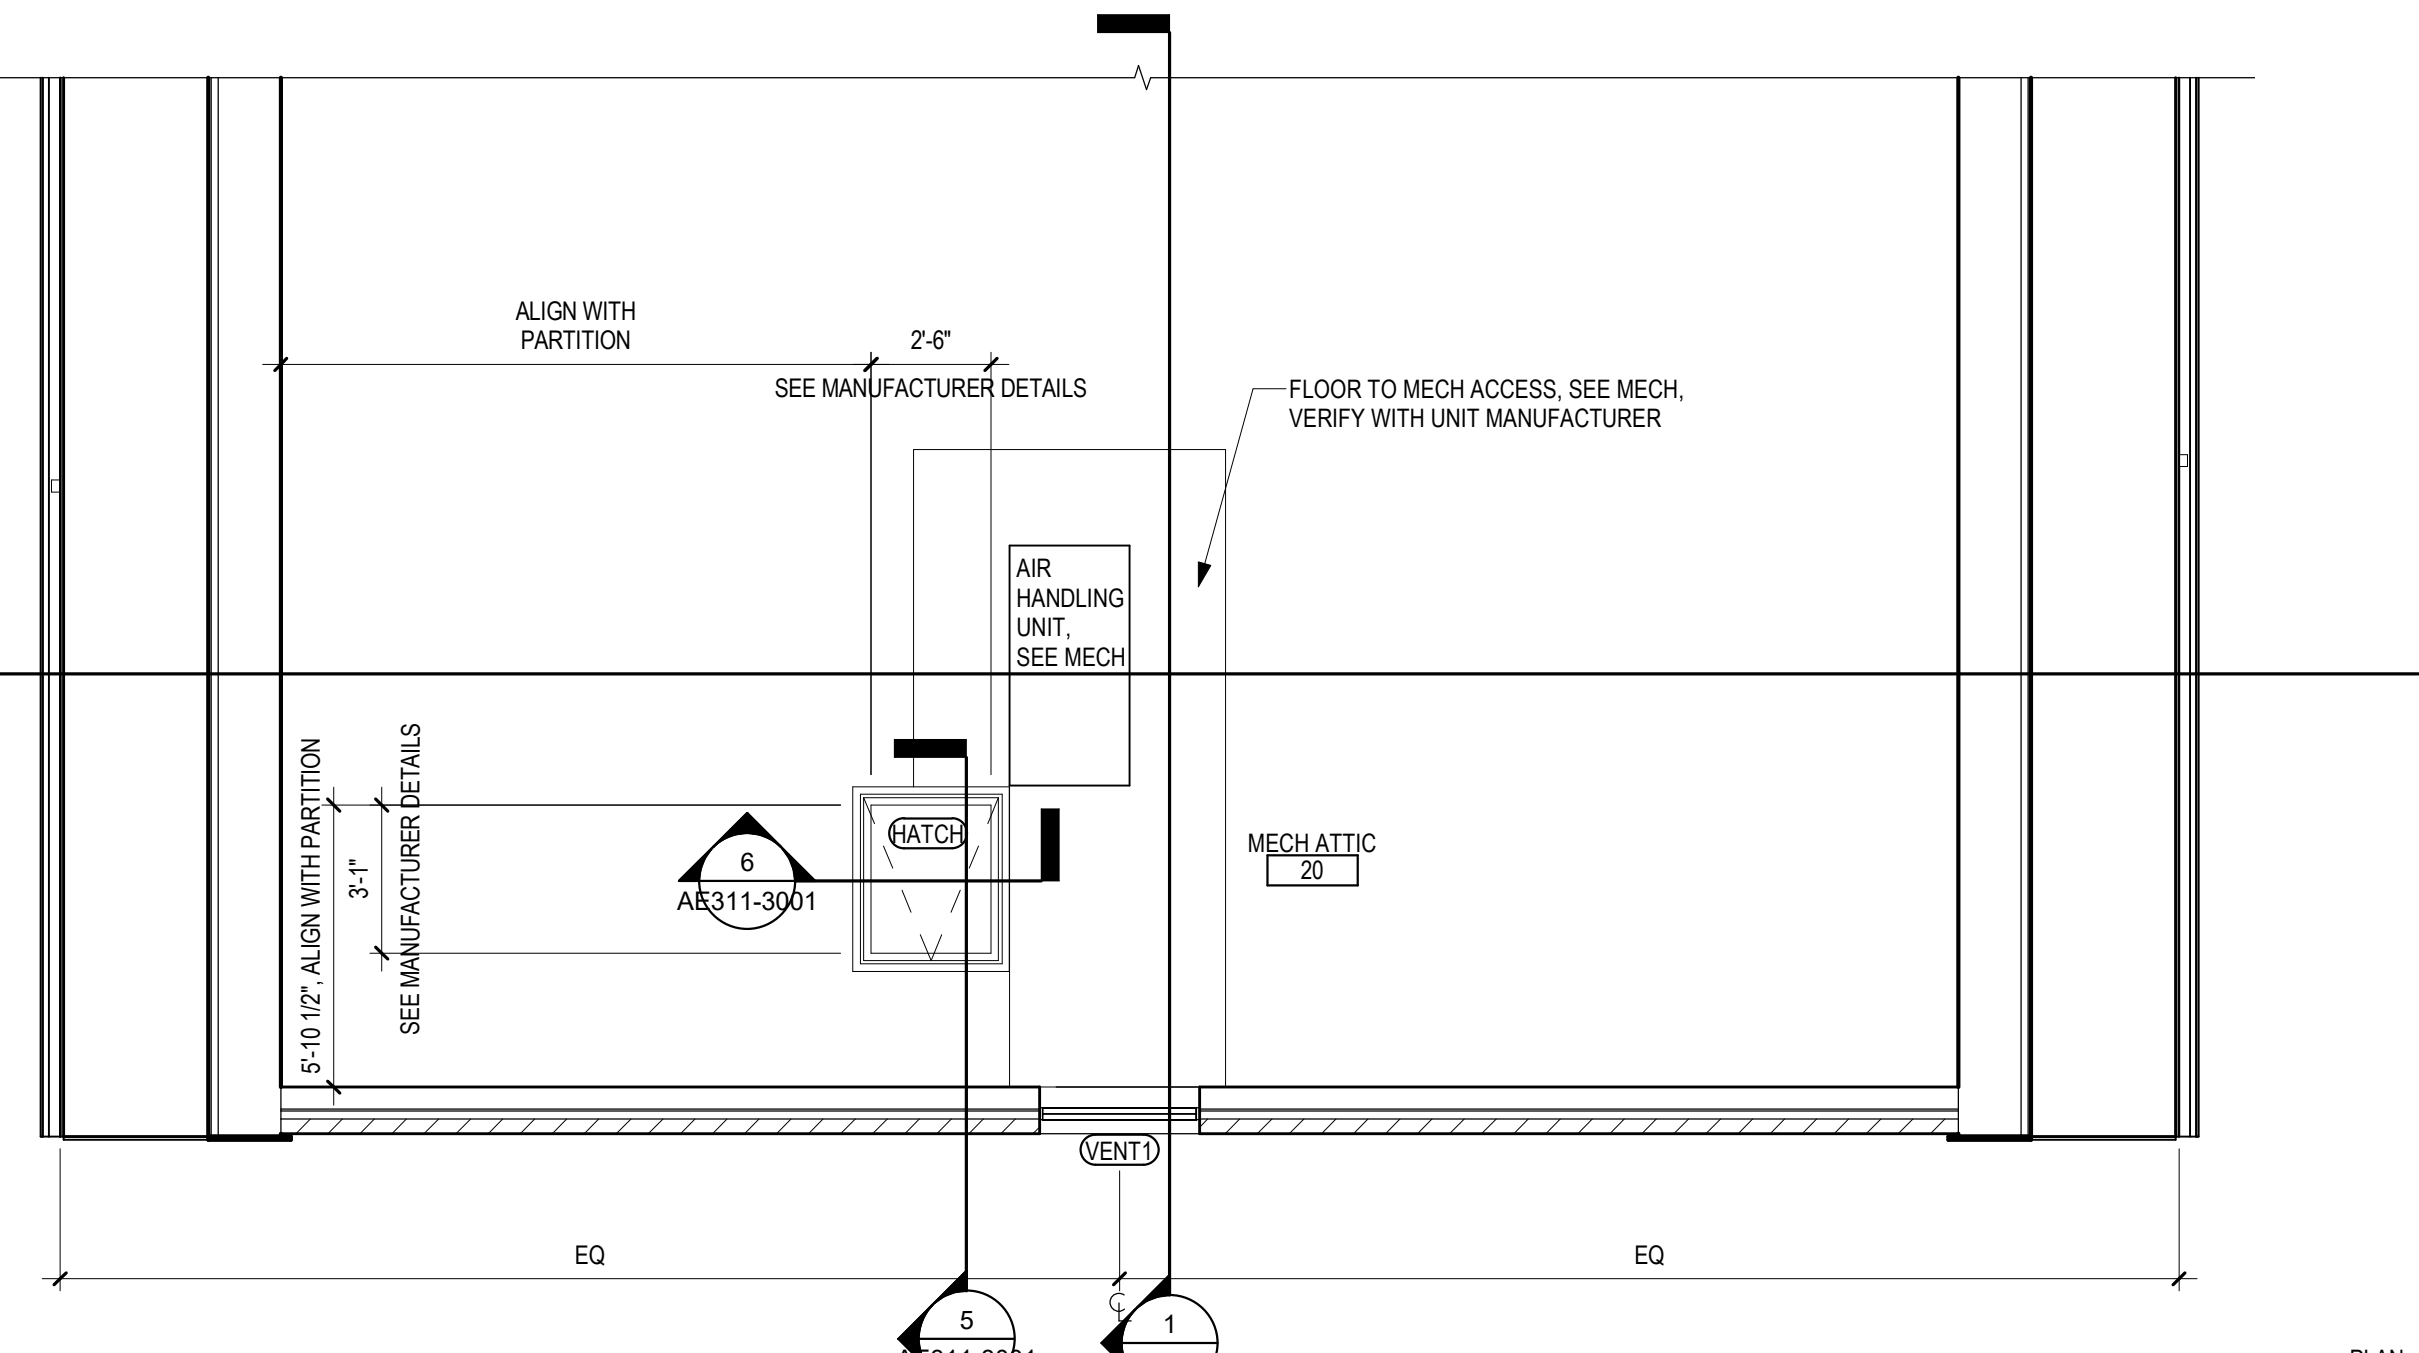 ALIGN WITH
PARTITION
2'-6"
SEE MANUFACTURER DETAILS
FLOOR TO MECH ACCESS, SEE MECH,
VERIFY WITH UNIT MANUFACTURER
AIR
HANDLING
UNIT,
SEE MECH
5'-10 1/2", ALIGN WITH PARTITION
3'-1"
SEE MANUFACTURER DETAILS
HATCH
6
AE311-3001
MECH ATTIC
20
VENT1
EQ
EQ
CL
5
1